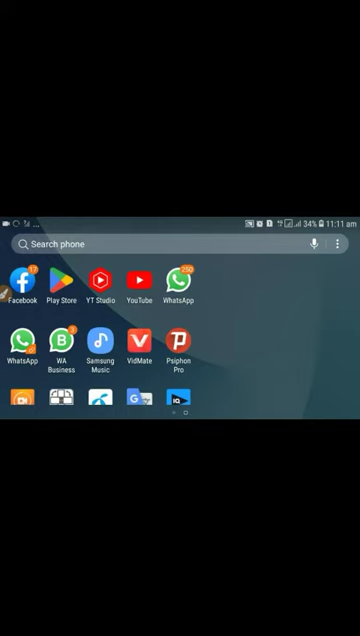 ... 34% 11:11 am
Search phone
17 250
Facebook Play Store YT Studio YouTube WhatsApp
3
B
WhatsApp WA Business Samsung Music VidMate Psiphon Pro
G iQ